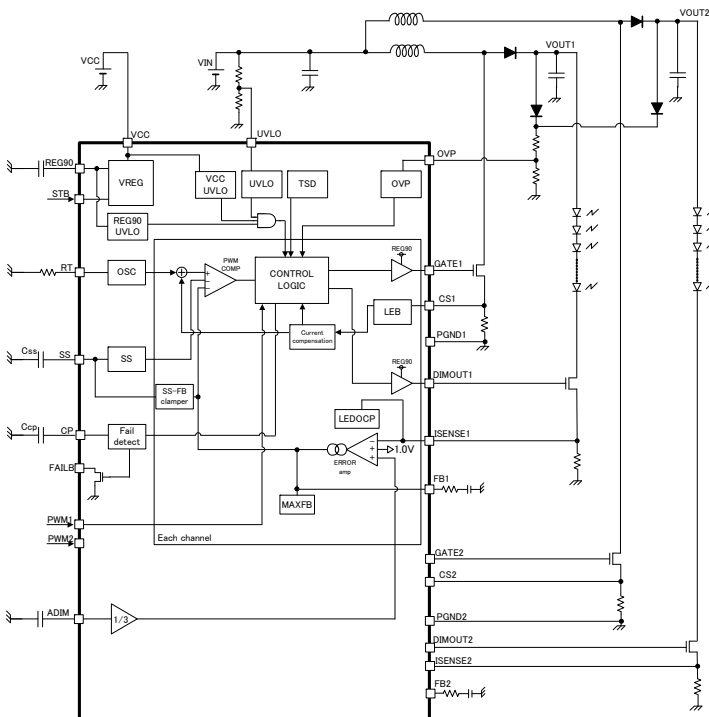 VOUT2
VOUT1
VCC
VIN
VCC
UVLO
REG90
OVP
VREG
VCC
UVLO
UVLO
TSD
OVP
STB
REG90
UVLO
REG90
PWM
COMP
RT
OSC
+
+
−
−
CONTROL
LOGIC
GATE1
LEB
CS1
Current
compensation
PGND1
Css
SS
SS
REG90
SS-FB
clamper
DIMOUT1
LEDOCP
Ccp
CP
Fail
detect
ISENSE1
−
+
+
1.0V
ERROR
amp
FAILB
FB1
MAXFB
PWM1
Each channel
PWM2
GATE2
CS2
ADIM
1/3
PGND2
DIMOUT2
ISENSE2
FB2